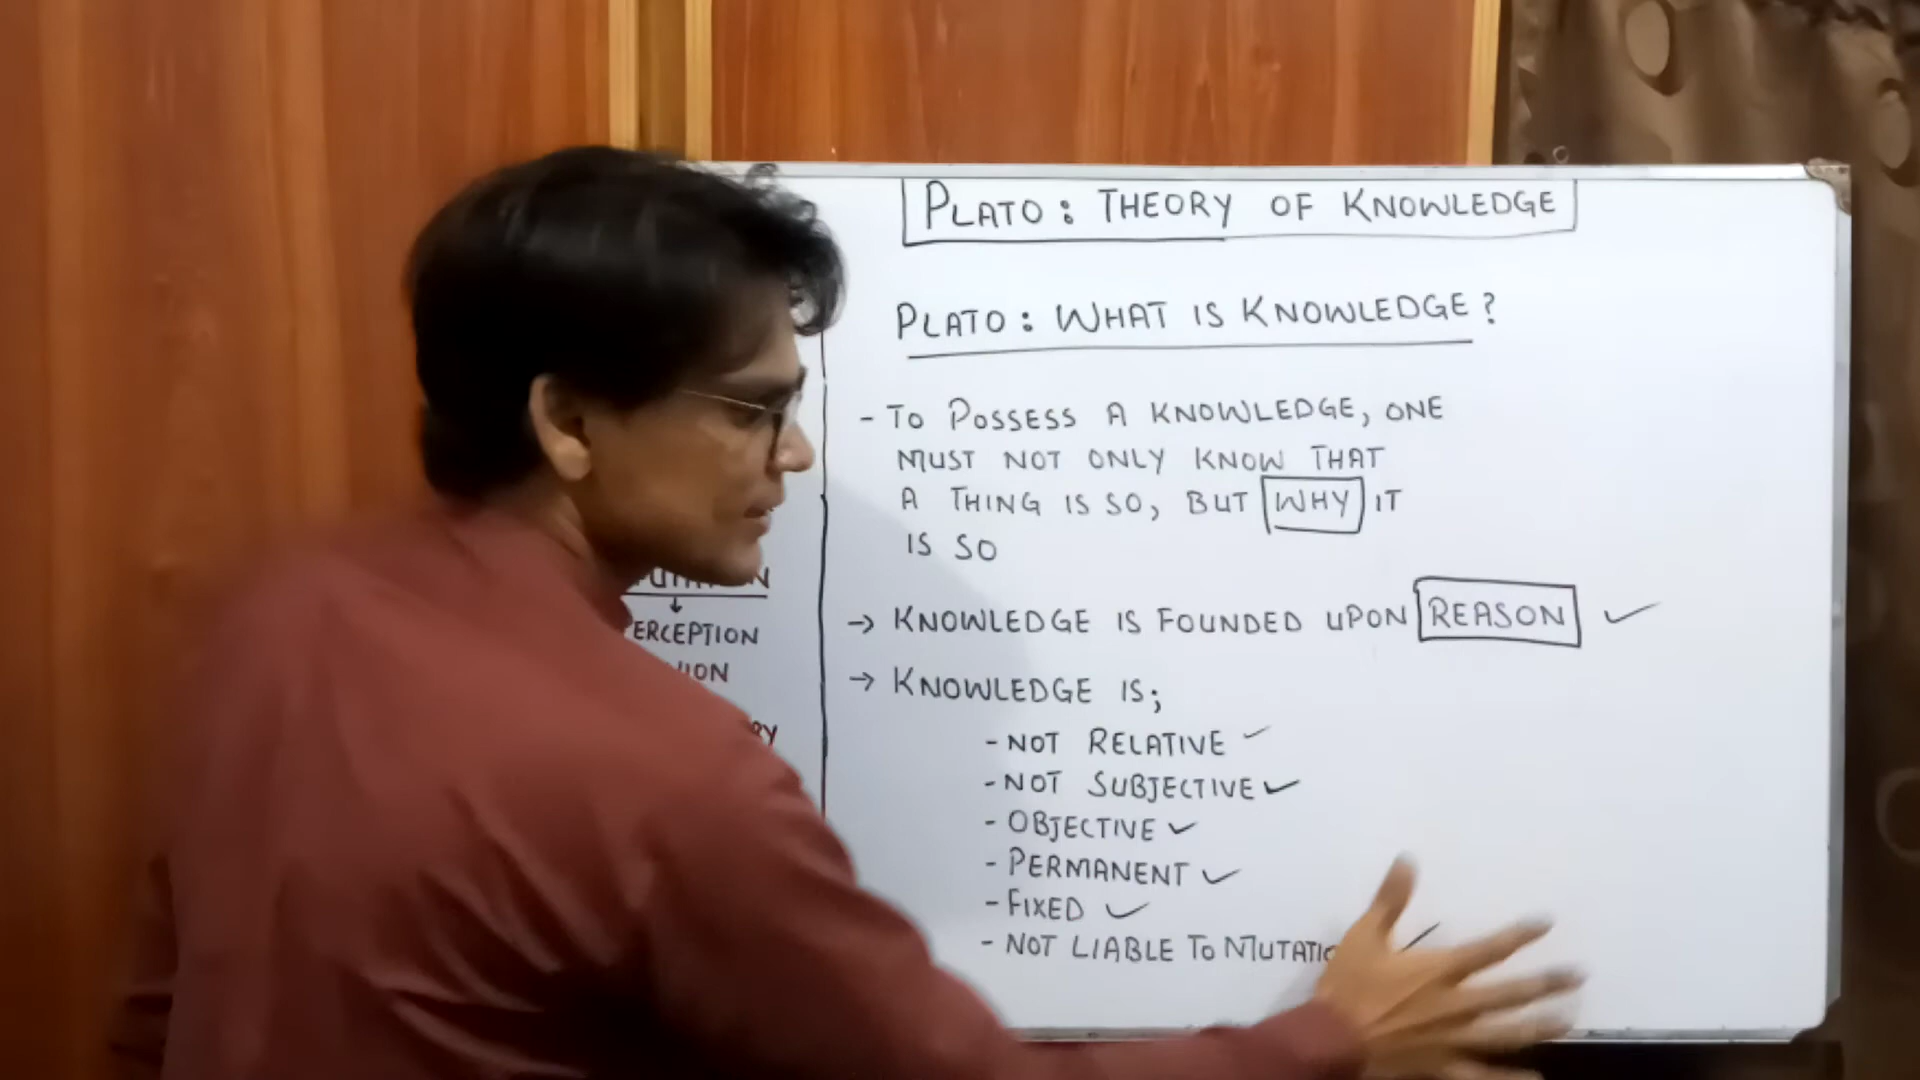 PLATO: THEORY OF KNOWLEDGE
PLATO: WHAT IS KNOWLEDGE?
- TO POSSESS A KNOWLEDGE, ONE
MUST NOT ONLY KNOW THAT
A THING IS SO, BUT WHY IT
IS SO
→ KNOWLEDGE IS FOUNDED UPON REASON ✓
→ KNOWLEDGE IS;
- NOT RELATIVE ✓
- NOT SUBJECTIVE ✓
- OBJECTIVE ✓
- PERMANENT ✓
- FIXED ✓
- NOT LIABLE TO MUTATIO
↓
ERCEPTION